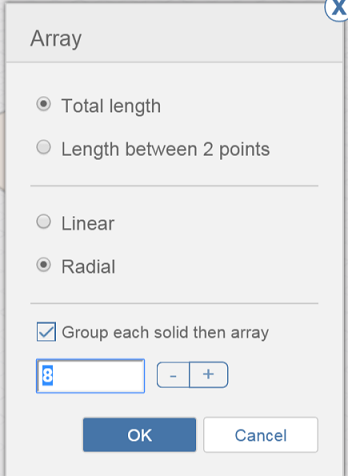 X
Array
Total length
Length between 2 points
Linear
Radial
Group each solid then array
8
- +
OK Cancel